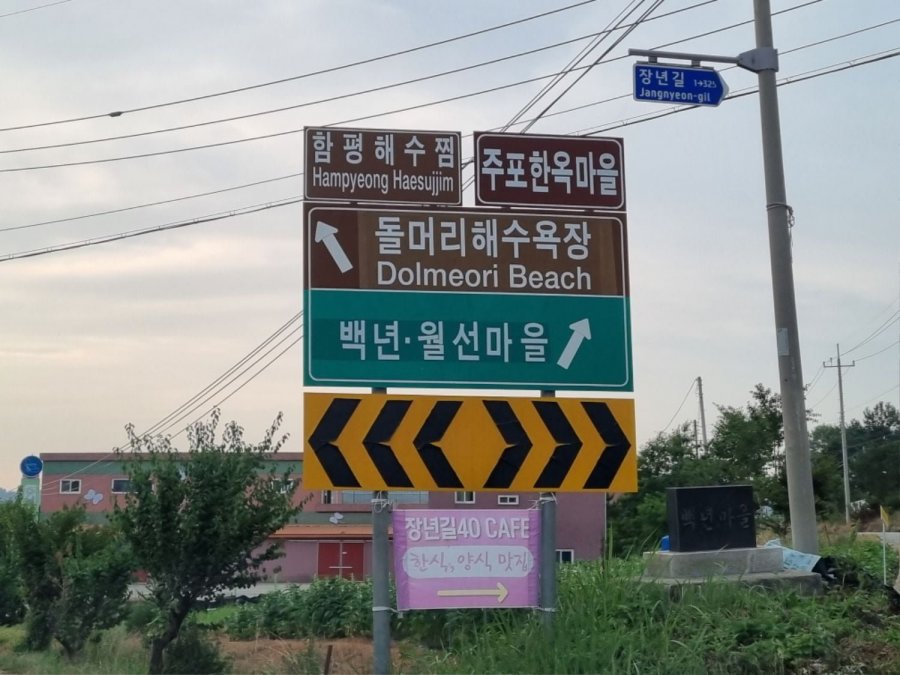 장년길 1→325
Jangnyeon-gil
함평해수찜
Hampyeong Haesujjim
주포한옥마을
돌머리해수욕장
Dolmeori Beach
백년·월선마을
장년길40 CAFE
한식,,양식 맛집
백년마을